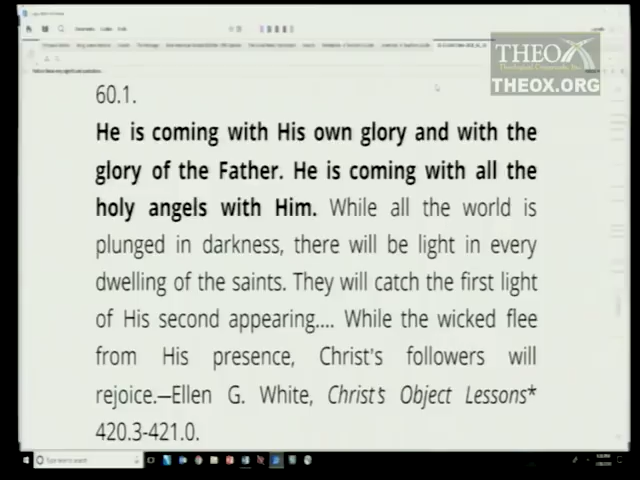 THEOX
THEOX.ORG
60.1.
He is coming with His own glory and with the
glory of the Father. He is coming with all the
holy angels with Him. While all the world is
plunged in darkness, there will be light in every
dwelling of the saints. They will catch the first light
of His second appearing.... While the wicked flee
from His presence, Christ's followers will
rejoice.—Ellen G. White, Christ's Object Lessons*
420.3-421.0.
Type here to search